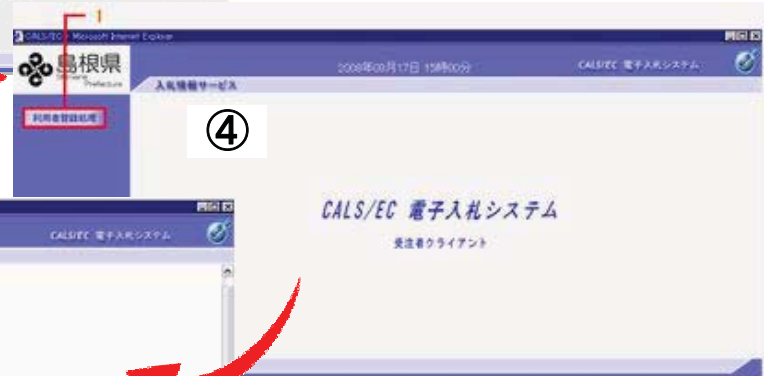 1
CALS/EC - Microsoft Internet Explorer
島根県
Shimane Prefecture
2008年09月17日 15時00分
CALS/EC 電子入札システム
入札情報サービス
利用者登録処理
④
CALS/EC 電子入札システム
受注者クライアント
CALS/EC 電子入札システム